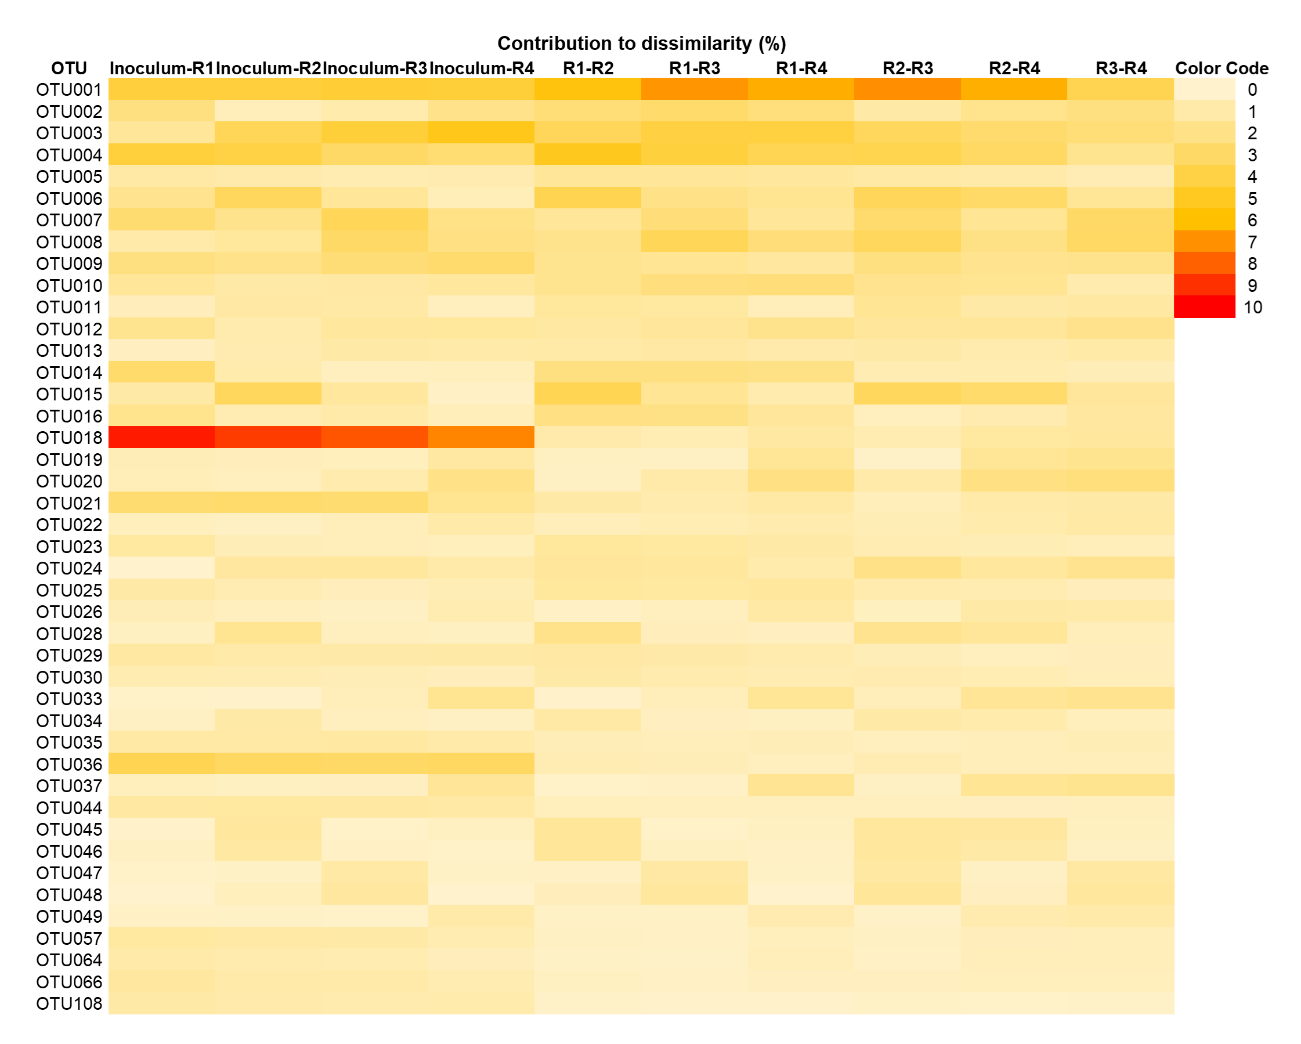 Contribution to dissimilarity (%)
OTU Inoculum-R1 Inoculum-R2 Inoculum-R3 Inoculum-R4 R1-R2 R1-R3 R1-R4 R2-R3 R2-R4 R3-R4 Color Code
OTU001 0
OTU002 1
OTU003 2
OTU004 3
OTU005 4
OTU006 5
OTU007 6
OTU008 7
OTU009 8
OTU010 9
OTU011 10
OTU012
OTU013
OTU014
OTU015
OTU016
OTU018
OTU019
OTU020
OTU021
OTU022
OTU023
OTU024
OTU025
OTU026
OTU028
OTU029
OTU030
OTU033
OTU034
OTU035
OTU036
OTU037
OTU044
OTU045
OTU046
OTU047
OTU048
OTU049
OTU057
OTU064
OTU066
OTU108